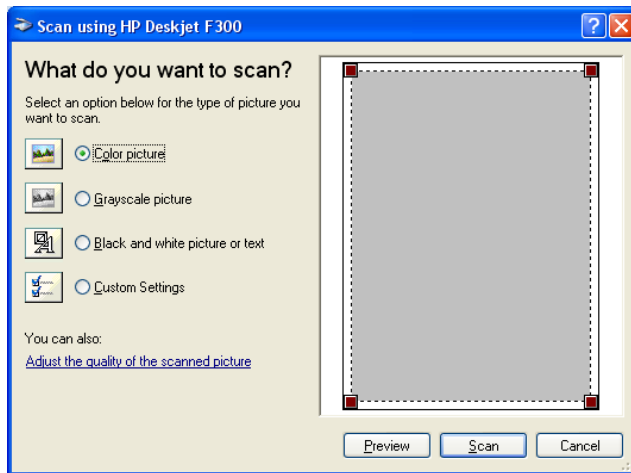 Scan using HP Deskjet F300
What do you want to scan?
Select an option below for the type of picture you
want to scan.
Color picture
Grayscale picture
Black and white picture or text
Custom Settings
You can also:
Adjust the quality of the scanned picture
Preview
Scan
Cancel